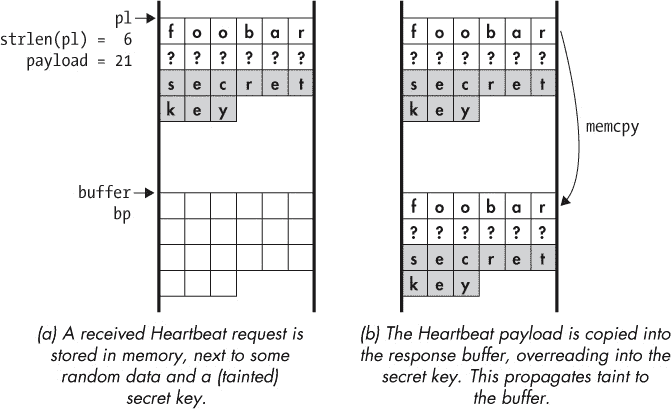 pl
strlen(pl) = 6
payload = 21
f o o b a r
? ? ? ? ? ?
s e c r e t
k e y
buffer
bp
(a) A received Heartbeat request is
stored in memory, next to some
random data and a (tainted)
secret key.
f o o b a r
? ? ? ? ? ?
s e c r e t
k e y
memcpy
f o o b a r
? ? ? ? ? ?
s e c r e t
k e y
(b) The Heartbeat payload is copied into
the response buffer, overreading into the
secret key. This propagates taint to
the buffer.